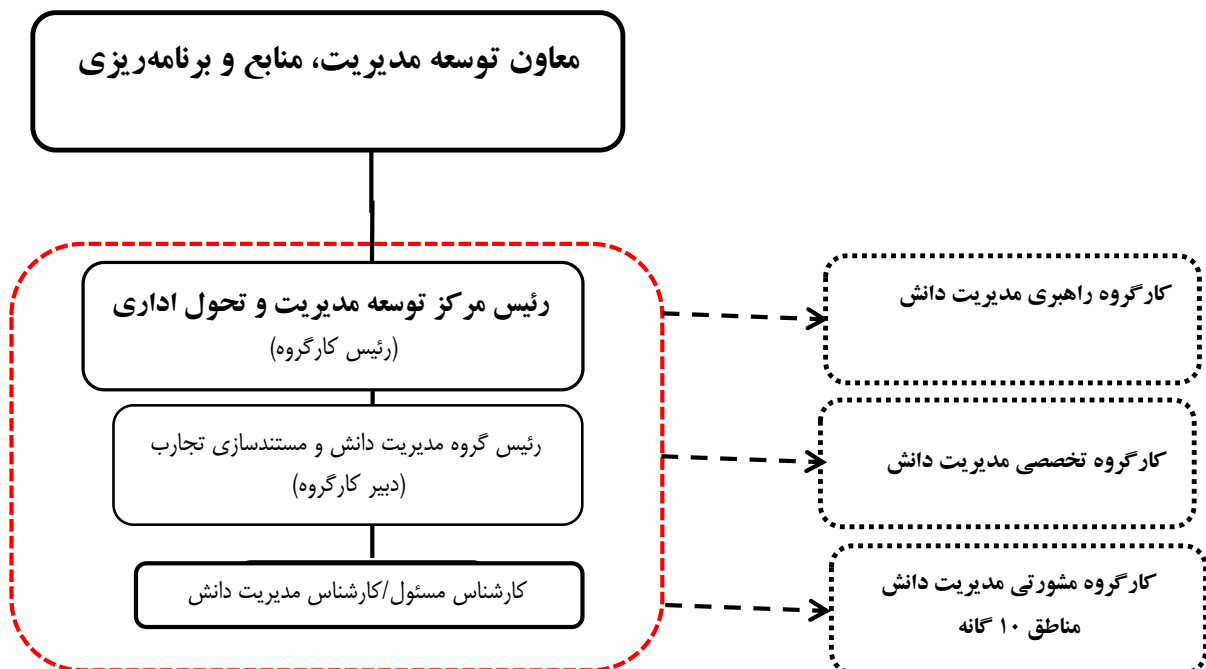 معاون توسعه مدیریت، منابع و برنامه‌ریزی
رئیس مرکز توسعه مدیریت و تحول اداری
(رئیس کارگروه)
رئیس گروه مدیریت دانش و مستندسازی تجارب
(دبیر کارگروه)
کارشناس مسئول/کارشناس مدیریت دانش
کارگروه راهبری مدیریت دانش
کارگروه تخصصی مدیریت دانش
کارگروه مشورتی مدیریت دانش
مناطق ۱۰ گانه